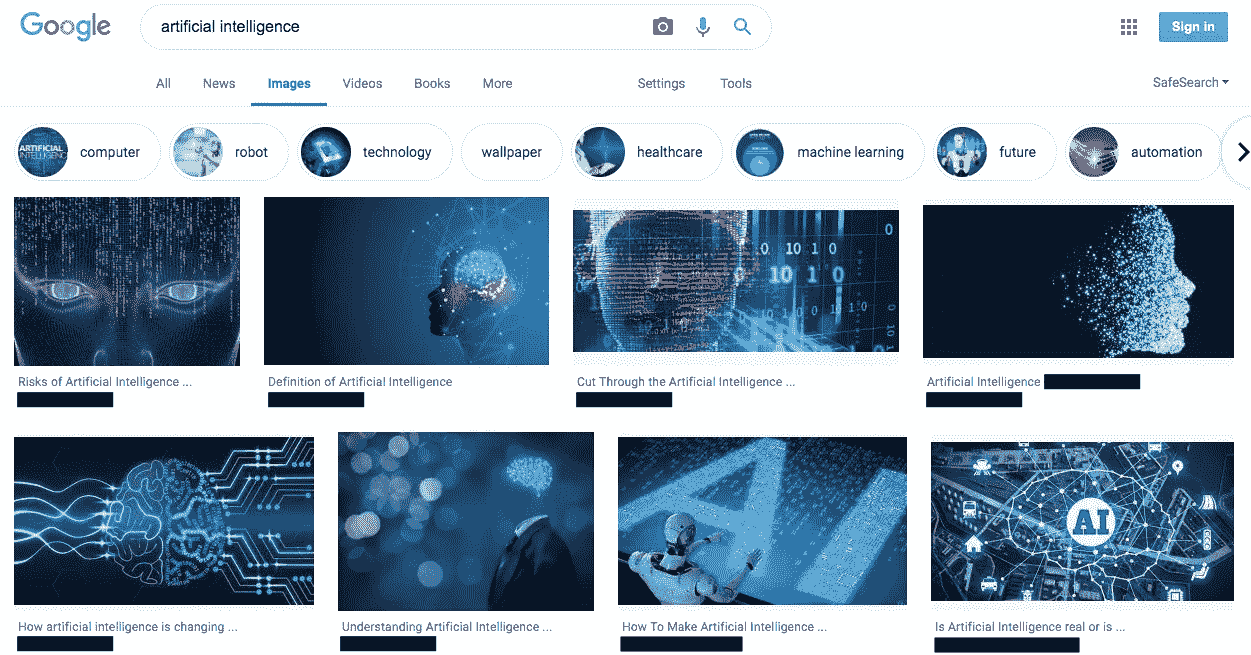 Google
artificial intelligence
Sign in
All News Images Videos Books More Settings Tools
SafeSearch
ARTIFICIAL
INTELLIGENC
computer robot technology wallpaper healthcare machine learning future automation
0
0 10 1 0
0 10 1 0
Risks of Artificial Intelligence ...
Definition of Artificial Intelligence
Cut Through the Artificial Intelligence ...
Artificial Intelligence
AI
AI
How artificial intelligence is changing ...
Understanding Artificial Intelligence ...
How To Make Artificial Intelligence ...
Is Artificial Intelligence real or is ...